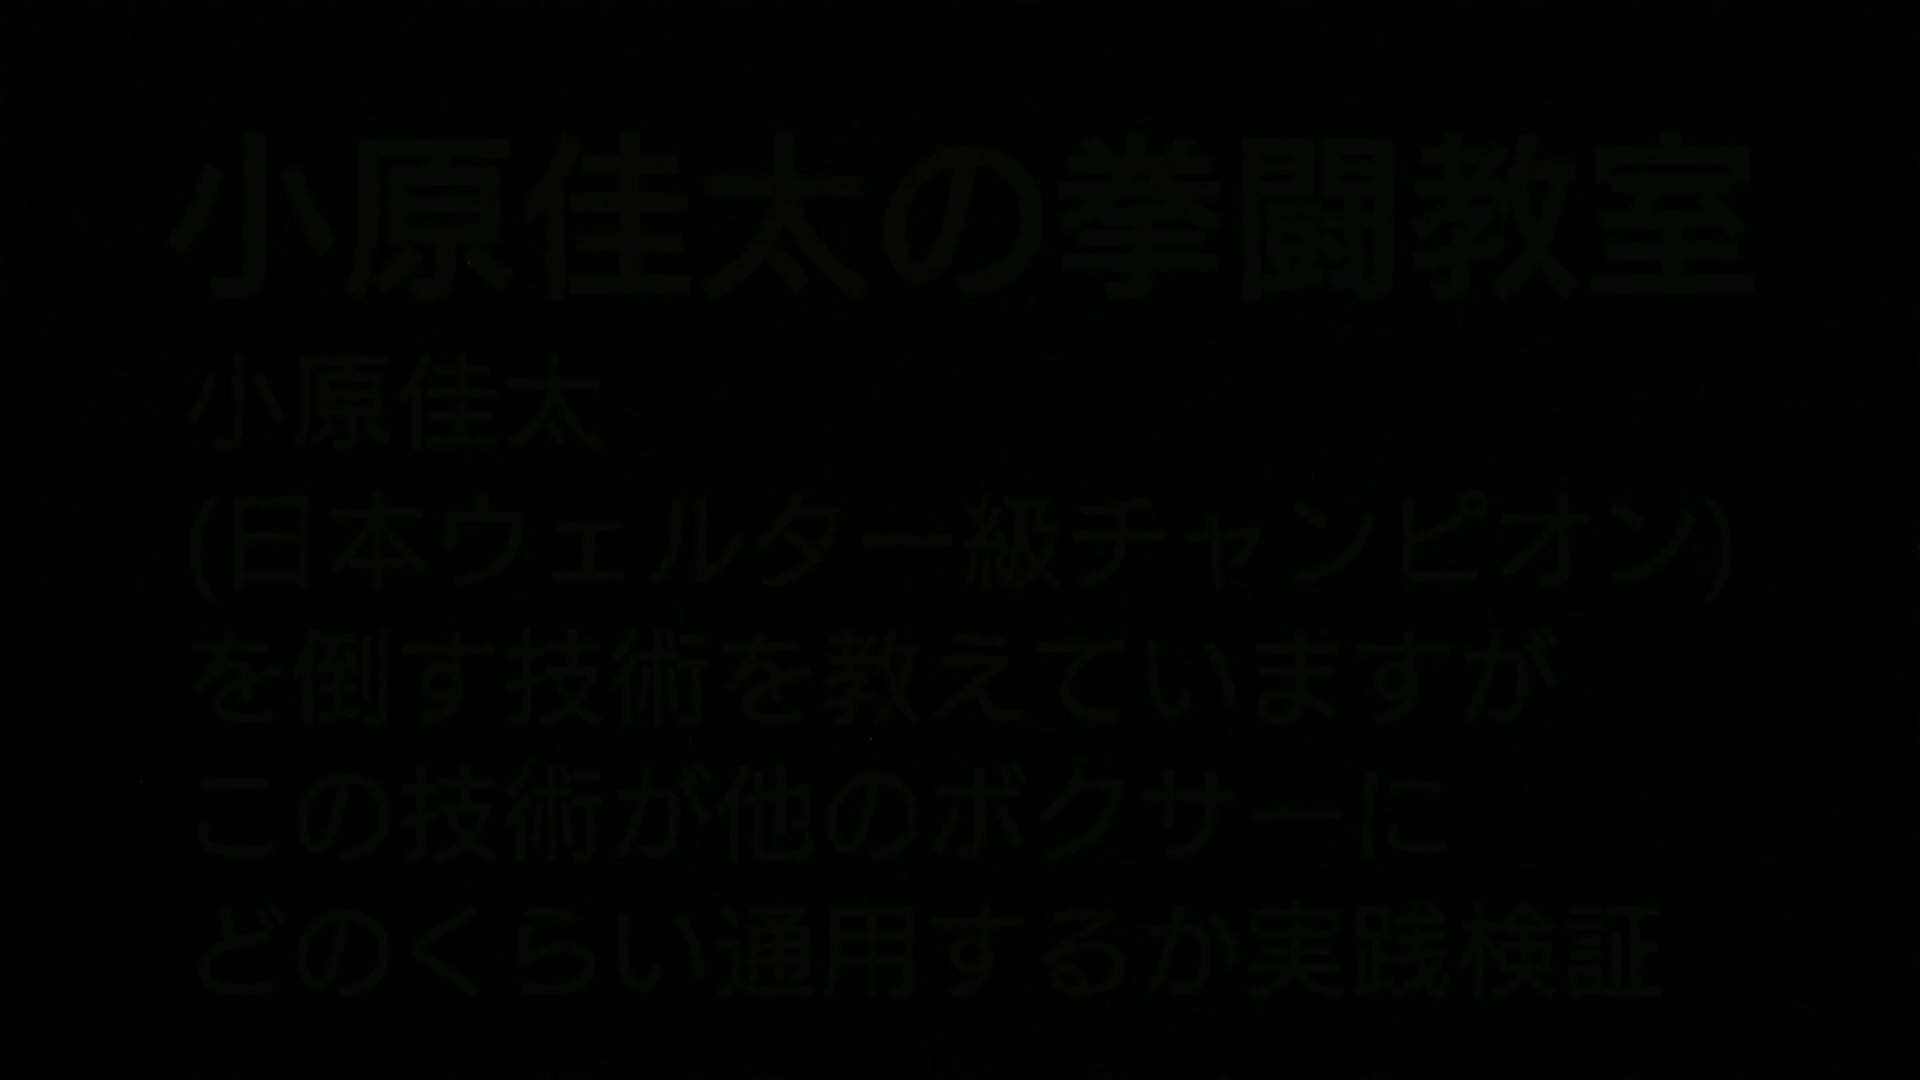 小原佳太の拳闘教室
小原佳太
(日本ウェルター級チャンピオン)
を倒す技術を教えていますが
この技術が他のボクサーに
どのくらい通用するか実践検証